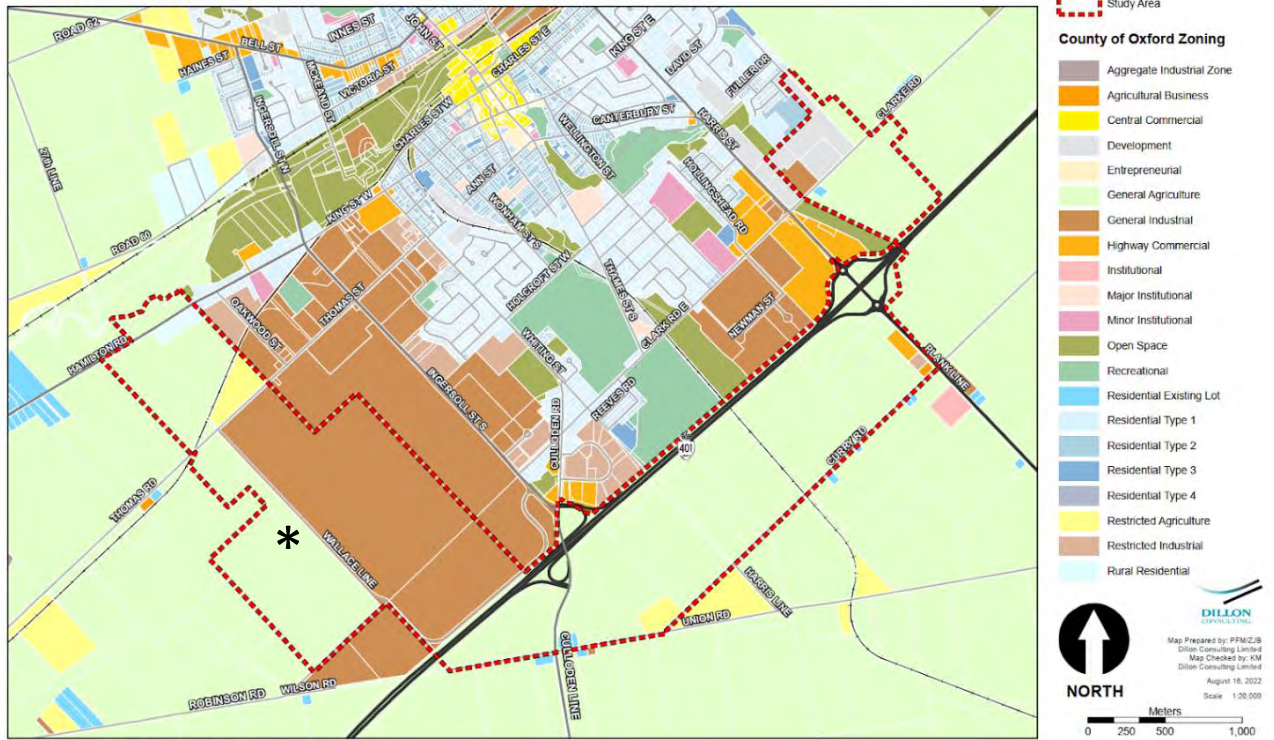 ROAD 62
HAINES ST
BELL ST
INNES ST
MCKEAND ST
VICTORIA ST
JOHN ST
CHARLES ST E
KING ST E
DAVID ST
FULLER DR
CLARKE RD
27th LINE
INGERSOLL ST N
CHARLES ST W
CANTERBURY ST
HARRIS ST
WELLINGTON ST
ANN ST
HOLLINGSHEAD RD
KING ST W
WONHAM ST S
ROAD 60
HOLCROFT ST W
THAMES ST S
OAKWOOD ST
THOMAS ST
NEWMAN ST
CLARK RD E
HAMILTON RD
WHITING ST
PLANK LINE
INGERSOLL ST S
REEVES RD
CULLODEN RD
401
CURRY RD
THOMAS RD
*
WALLACE LINE
HARRIS LINE
UNION RD
CULLODEN LINE
ROBINSON RD
WILSON RD
Study Area
County of Oxford Zoning
Aggregate Industrial Zone
Agricultural Business
Central Commercial
Development
Entrepreneurial
General Agriculture
General Industrial
Highway Commercial
Institutional
Major Institutional
Minor Institutional
Open Space
Recreational
Residential Existing Lot
Residential Type 1
Residential Type 2
Residential Type 3
Residential Type 4
Restricted Agriculture
Restricted Industrial
Rural Residential
DILLON
CONSULTING
Map Prepared by: PFM/ZJB
Dillon Consulting Limited
Map Checked by: KM
Dillon Consulting Limited
August 16, 2022
Scale 1:20,000
NORTH
Meters
0 250 500 1,000